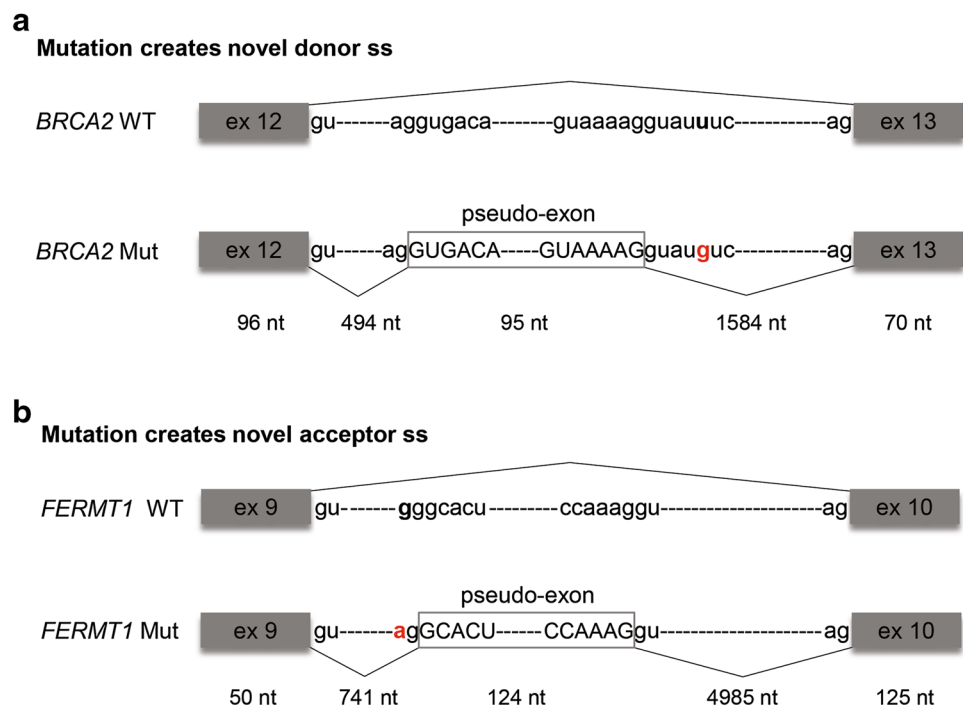 a
Mutation creates novel donor ss
BRCA2 WT ex 12 gu------aggugaca--------guaaaagguauuuc------------ag ex 13
pseudo-exon
BRCA2 Mut ex 12 gu-----agGUGACA-----GUAAAAGguauguc------------ag ex 13
96 nt 494 nt 95 nt 1584 nt 70 nt
b
Mutation creates novel acceptor ss
FERMT1 WT ex 9 gu-------gggcacu---------ccaaaggu---------------------ag ex 10
pseudo-exon
FERMT1 Mut ex 9 gu-------agGCACU------CCAAAGgu---------------------ag ex 10
50 nt 741 nt 124 nt 4985 nt 125 nt